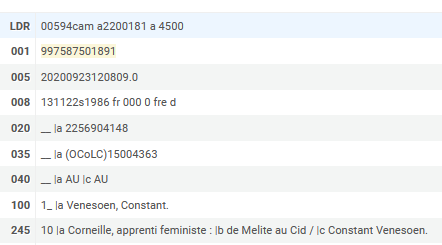 LDR 00594cam a2200181 a 4500
001 997587501891
005 20200923120809.0
008 131122s1986 fr 000 0 fre d
020 __ |a 2256904148
035 __ |a (OCoLC)15004363
040 __ |a AU |c AU
100 1_ |a Venesoen, Constant.
245 10 |a Corneille, apprenti feministe : |b de Melite au Cid / |c Constant Venesoen.